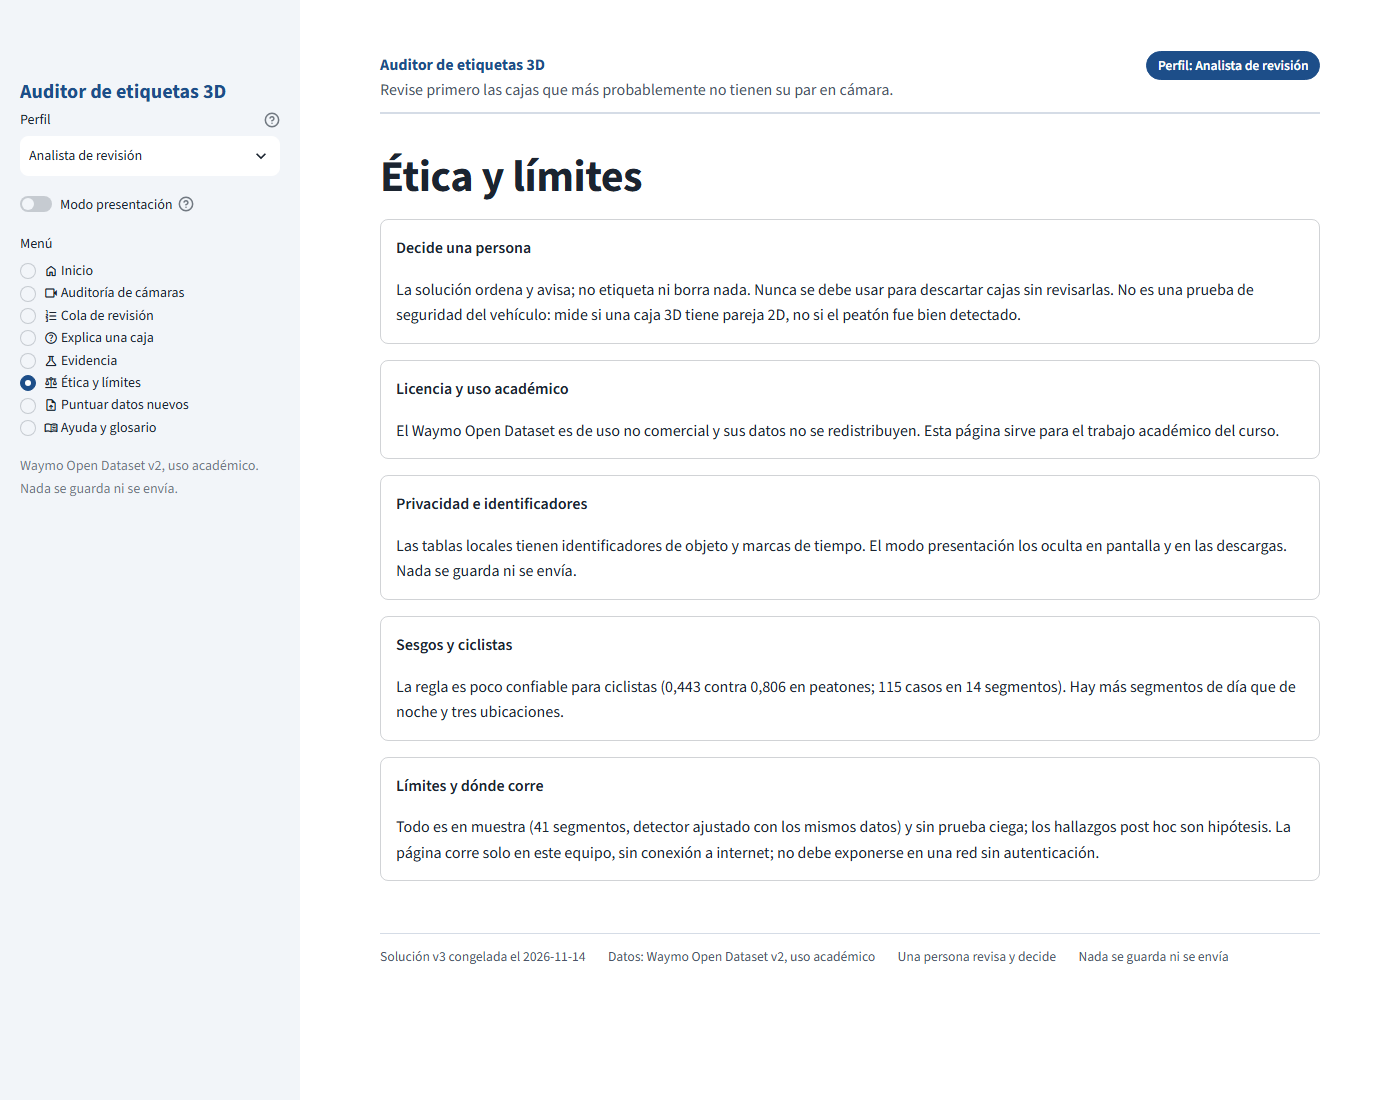 Auditor de etiquetas 3D
Perfil
Analista de revisión
Modo presentación
Menú
Inicio
Auditoría de cámaras
Cola de revisión
Explica una caja
Evidencia
Ética y límites
Puntuar datos nuevos
Ayuda y glosario
Waymo Open Dataset v2, uso académico.
Nada se guarda ni se envía.
Auditor de etiquetas 3D
Perfil: Analista de revisión
Revise primero las cajas que más probablemente no tienen su par en cámara.
Ética y límites
Decide una persona
La solución ordena y avisa; no etiqueta ni borra nada. Nunca se debe usar para descartar cajas sin revisarlas. No es una prueba de
seguridad del vehículo: mide si una caja 3D tiene pareja 2D, no si el peatón fue bien detectado.
Licencia y uso académico
El Waymo Open Dataset es de uso no comercial y sus datos no se redistribuyen. Esta página sirve para el trabajo académico del curso.
Privacidad e identificadores
Las tablas locales tienen identificadores de objeto y marcas de tiempo. El modo presentación los oculta en pantalla y en las descargas.
Nada se guarda ni se envía.
Sesgos y ciclistas
La regla es poco confiable para ciclistas (0,443 contra 0,806 en peatones; 115 casos en 14 segmentos). Hay más segmentos de día que de
noche y tres ubicaciones.
Límites y dónde corre
Todo es en muestra (41 segmentos, detector ajustado con los mismos datos) y sin prueba ciega; los hallazgos post hoc son hipótesis. La
página corre solo en este equipo, sin conexión a internet; no debe exponerse en una red sin autenticación.
Solución v3 congelada el 2026-11-14 Datos: Waymo Open Dataset v2, uso académico Una persona revisa y decide Nada se guarda ni se envía